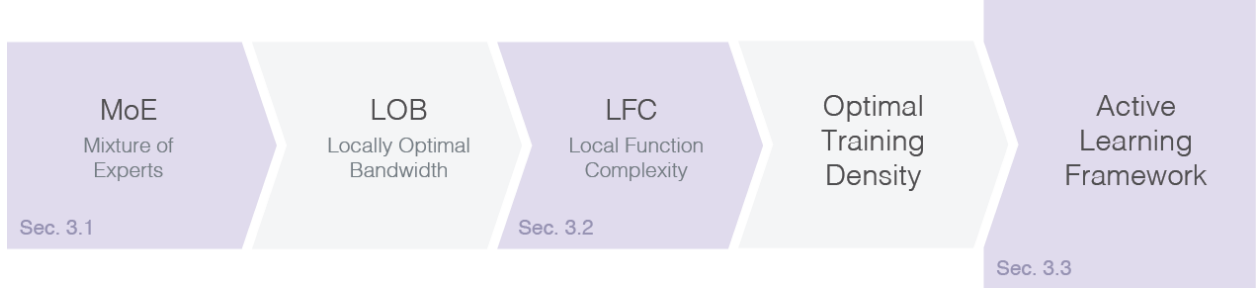 MoE
Mixture of
Experts
Sec. 3.1
LOB
Locally Optimal
Bandwidth
LFC
Local Function
Complexity
Sec. 3.2
Optimal
Training
Density
Active
Learning
Framework
Sec. 3.3